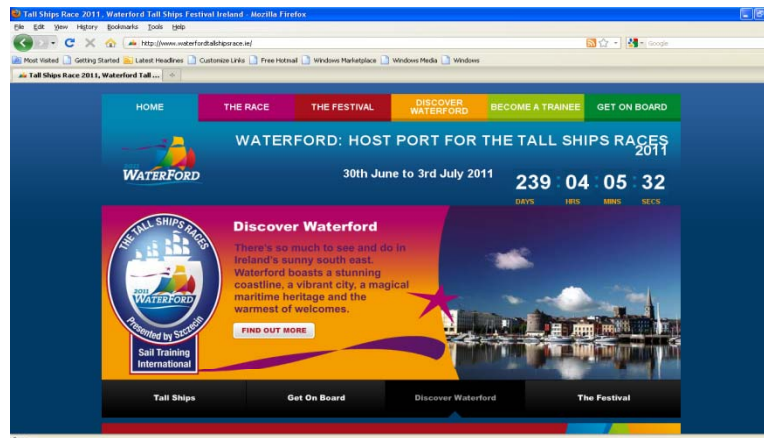 Tall Ships Race 2011, Waterford Tall Ships Festival Ireland - Mozilla Firefox
File Edit View History Bookmarks Tools Help
http://www.waterfordtallshipsrace.ie/
Google
Most Visited Getting Started Latest Headlines Customize Links Free Hotmail Windows Marketplace Windows Media Windows
Tall Ships Race 2011, Waterford Tall ...
HOME THE RACE THE FESTIVAL DISCOVER WATERFORD BECOME A TRAINEE GET ON BOARD
WATERFORD: HOST PORT FOR THE TALL SHIPS RACES
2011
WATERFORD
30th June to 3rd July 2011
239 : 04 : 05 : 32
DAYS HRS MINS SECS
THE TALL SHIPS RACES
2011
WATERFORD
Presented by Szczecin
Sail Training
International
Discover Waterford
There's so much to see and do in
Ireland's sunny south east.
Waterford boasts a stunning
coastline, a vibrant city, a magical
maritime heritage and the
warmest of welcomes.
FIND OUT MORE
Tall Ships Get On Board Discover Waterford The Festival